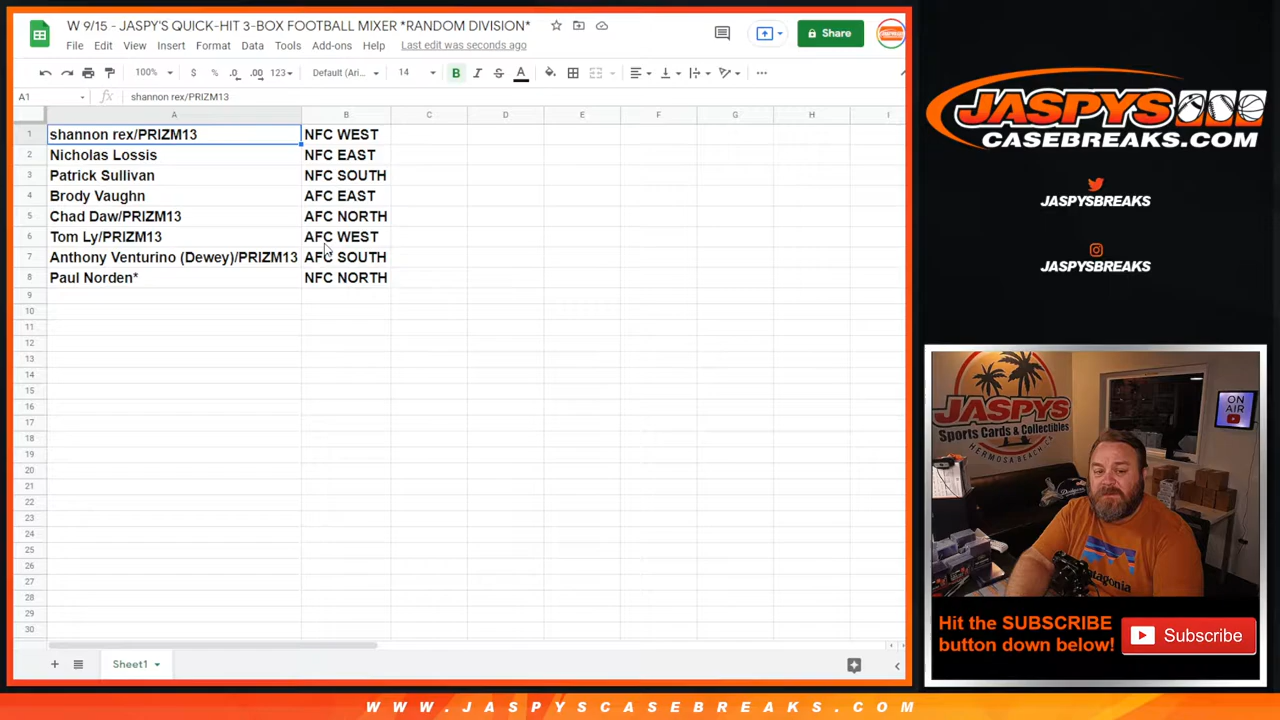 W 9/15 - JASPY'S QUICK-HIT 3-BOX FOOTBALL MIXER *RANDOM DIVISION*
File Edit View Insert Format Data Tools Add-ons Help Last edit was seconds ago
Share
100% $ % .0 .00 123 Default (Ari... 14 B I S A
A1 fx shannon rex/PRIZM13
A B C D E F G H I
1 shannon rex/PRIZM13 NFC WEST
2 Nicholas Lossis NFC EAST
3 Patrick Sullivan NFC SOUTH
4 Brody Vaughn AFC EAST
5 Chad Daw/PRIZM13 AFC NORTH
6 Tom Ly/PRIZM13 AFC WEST
7 Anthony Venturino (Dewey)/PRIZM13 AFC SOUTH
8 Paul Norden* NFC NORTH
9
10
11
12
13
14
15
16
17
18
19
20
21
22
23
24
25
26
27
28
29
30
Sheet1
JASPYS
CASEBREAKS.COM
JASPYSBREAKS
JASPYSBREAKS
JASPYS
Sports Cards & Collectibles
HERMOSA BEACH, CA
ON
AIR
Dodgers
patagonia
Hit the SUBSCRIBE
button down below!
Subscribe
WWW.JASPYSCASEBREAKS.COM